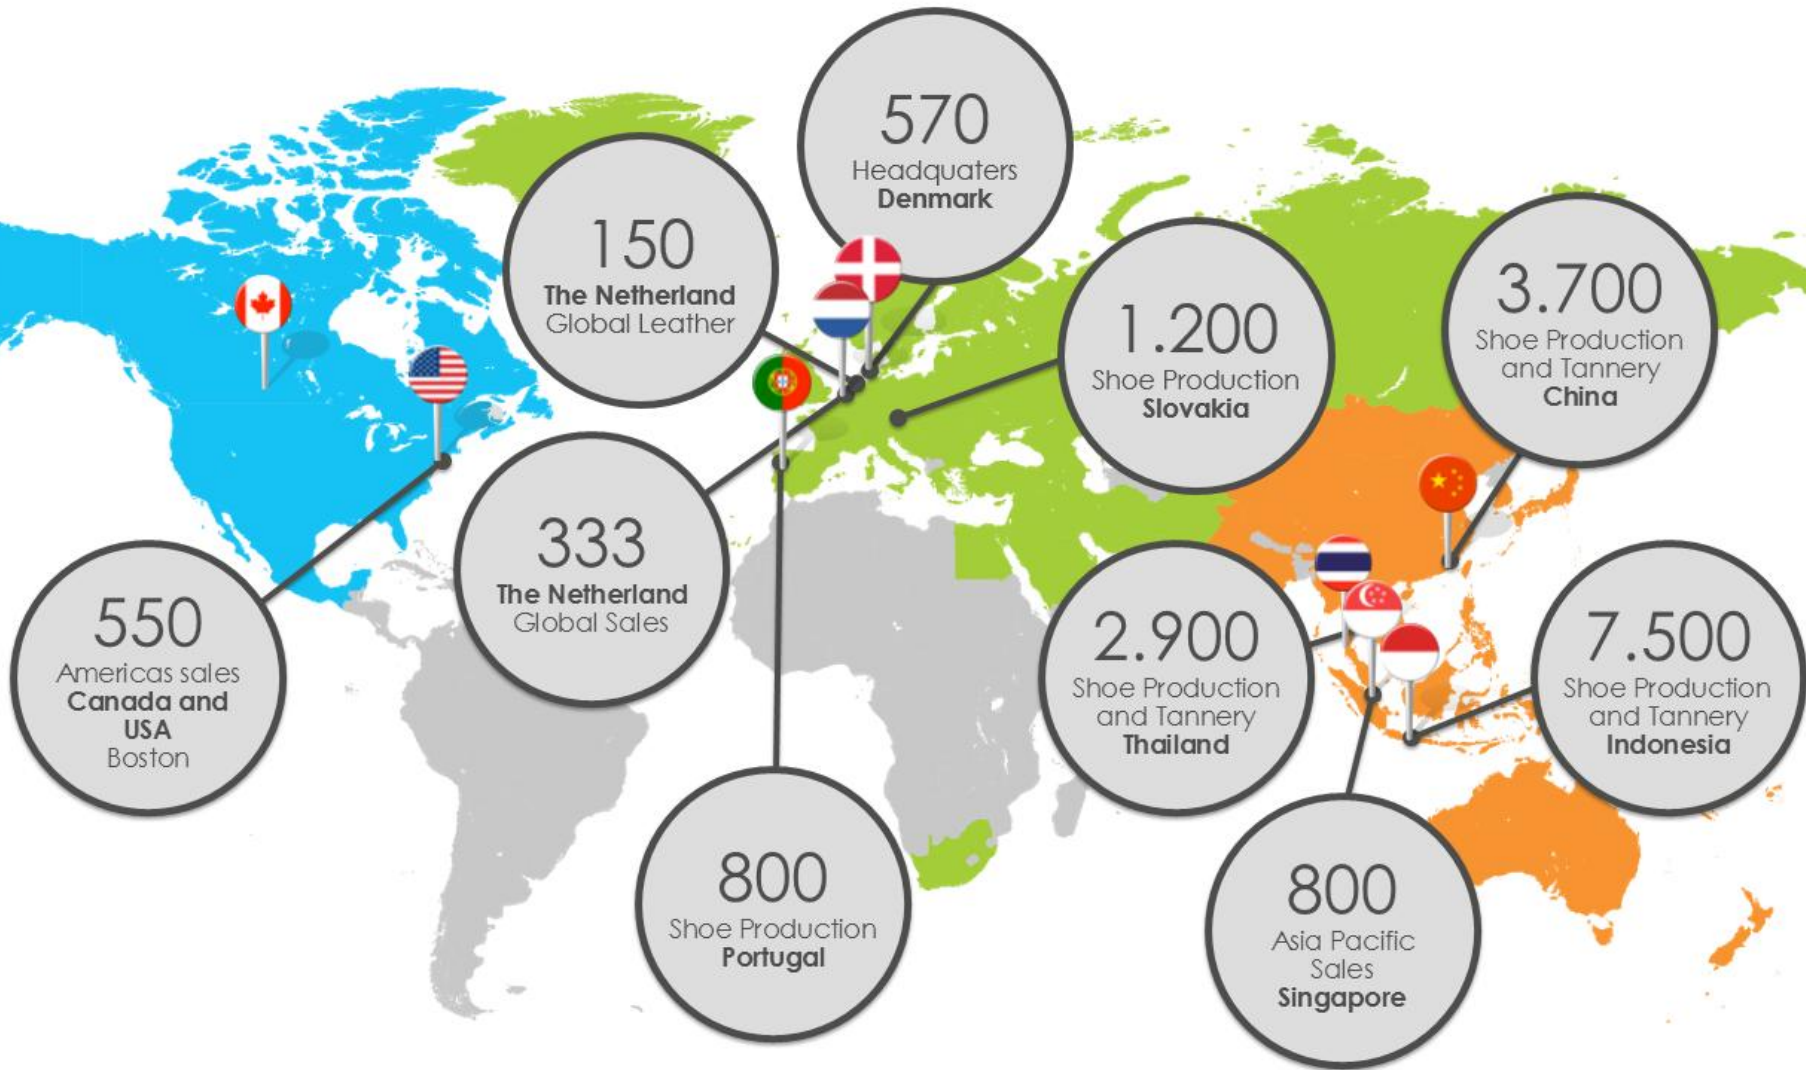 570
Headquaters
Denmark
150
The Netherland
Global Leather
3.700
Shoe Production
and Tannery
China
1.200
Shoe Production
Slovakia
333
The Netherland
Global Sales
550
Americas sales
Canada and
USA
Boston
2.900
Shoe Production
and Tannery
Thailand
7.500
Shoe Production
and Tannery
Indonesia
800
Shoe Production
Portugal
800
Asia Pacific
Sales
Singapore